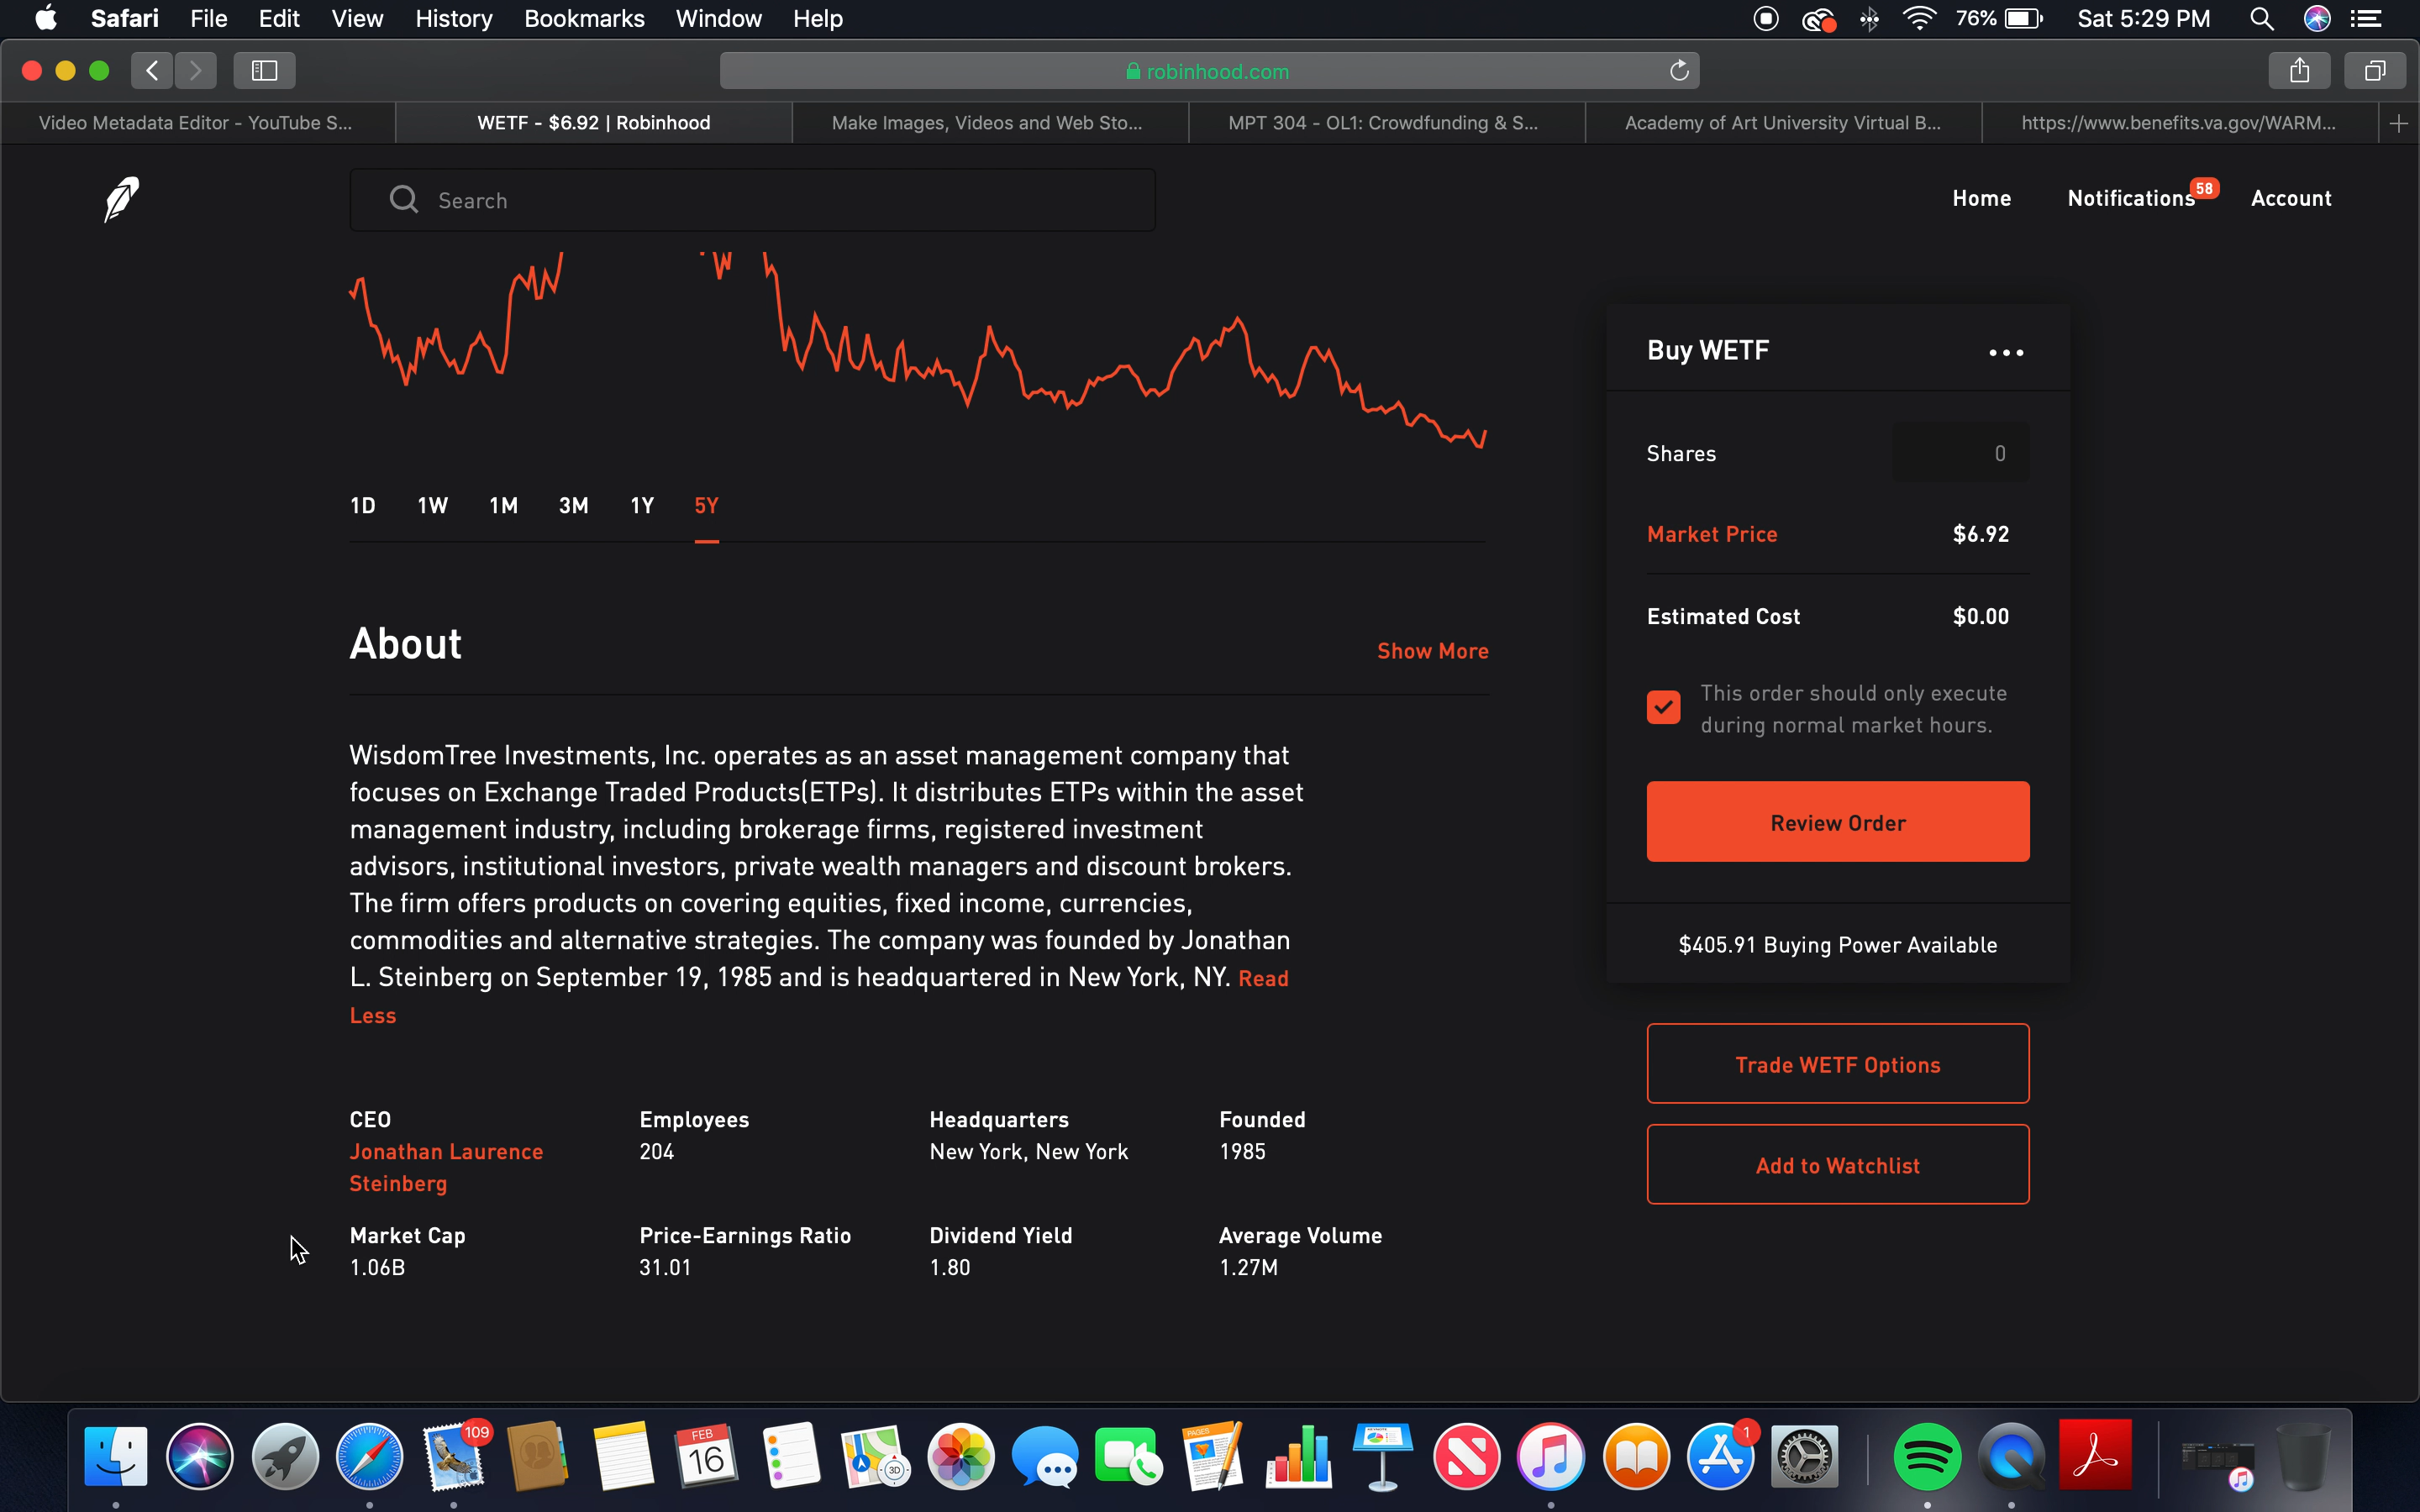 Safari File Edit View History Bookmarks Window Help 76% Sat 5:29 PM
robinhood.com
Video Metadata Editor - YouTube S... WETF - $6.92 | Robinhood Make Images, Videos and Web Sto... MPT 304 - OL1: Crowdfunding & S... Academy of Art University Virtual B... https://www.benefits.va.gov/WARM...
Search Home Notifications 58 Account
1D 1W 1M 3M 1Y 5Y
About Show More
WisdomTree Investments, Inc. operates as an asset management company that
focuses on Exchange Traded Products(ETPs). It distributes ETPs within the asset
management industry, including brokerage firms, registered investment
advisors, institutional investors, private wealth managers and discount brokers.
The firm offers products on covering equities, fixed income, currencies,
commodities and alternative strategies. The company was founded by Jonathan
L. Steinberg on September 19, 1985 and is headquartered in New York, NY. Read
Less
CEO Employees Headquarters Founded
Jonathan Laurence 204 New York, New York 1985
Steinberg
Market Cap Price-Earnings Ratio Dividend Yield Average Volume
1.06B 31.01 1.80 1.27M
Buy WETF
Shares 0
Market Price $6.92
Estimated Cost $0.00
This order should only execute
during normal market hours.
Review Order
$405.91 Buying Power Available
Trade WETF Options
Add to Watchlist
109
FEB
16
3D
PAGES
1